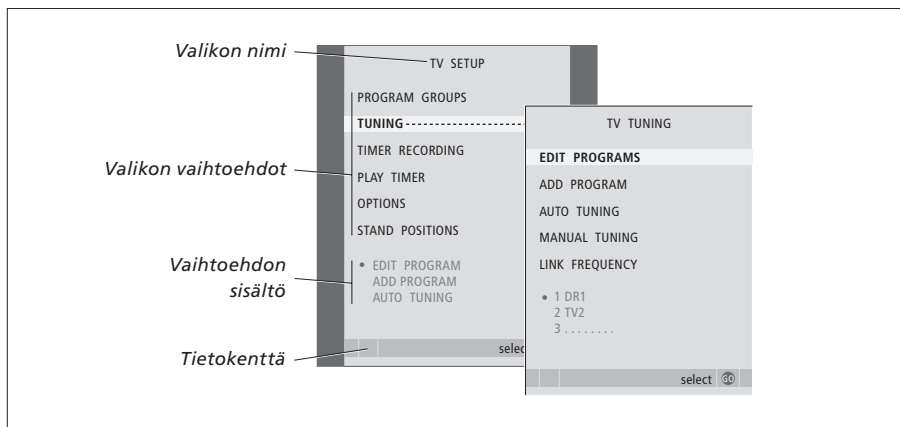 Valikon nimi
TV SETUP
PROGRAM GROUPS
TUNING
TIMER RECORDING
Valikon vaihtoehdot
PLAY TIMER
OPTIONS
STAND POSITIONS
Vaihtoehdon
sisältö
• EDIT PROGRAM
ADD PROGRAM
AUTO TUNING
Tietokenttä
selec
TV TUNING
EDIT PROGRAMS
ADD PROGRAM
AUTO TUNING
MANUAL TUNING
LINK FREQUENCY
• 1 DR1
2 TV2
3 . . . . . . . .
select GO